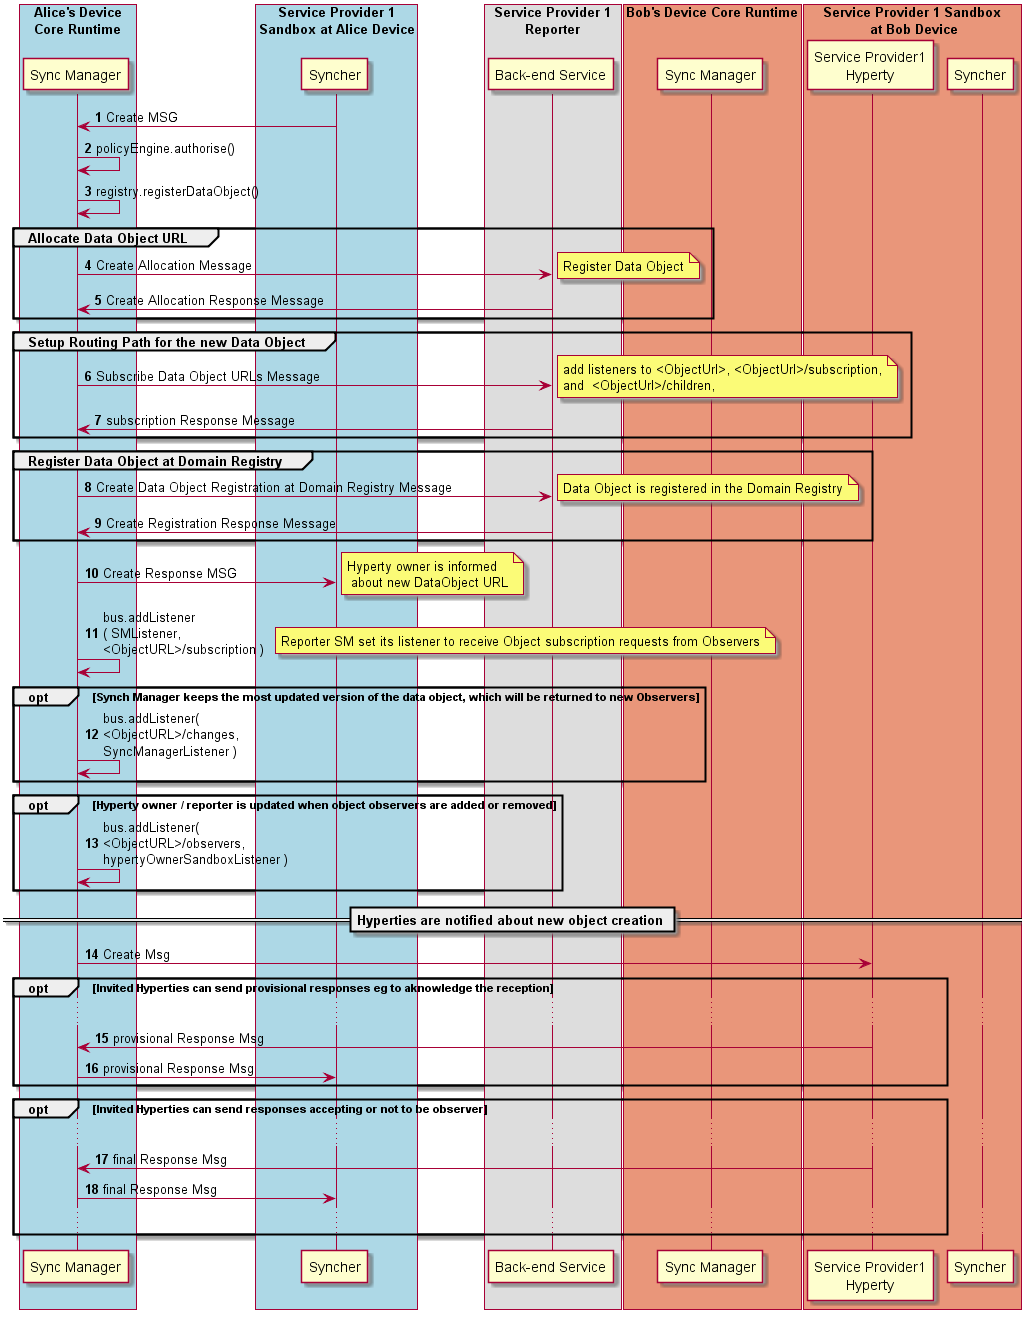 Alice's Device
Core Runtime
Service Provider 1
Sandbox at Alice Device
Service Provider 1
Reporter
Bob's Device Core Runtime
Service Provider 1 Sandbox
at Bob Device
Sync Manager
Syncher
Back-end Service
Sync Manager
Service Provider1
Hyperty
Syncher
1 Create MSG
2 policyEngine.authorise()
3 registry.registerDataObject()
Allocate Data Object URL
4 Create Allocation Message
Register Data Object
5 Create Allocation Response Message
Setup Routing Path for the new Data Object
6 Subscribe Data Object URLs Message
add listeners to <ObjectUrl>, <ObjectUrl>/subscription,
and <ObjectUrl>/children,
7 subscription Response Message
Register Data Object at Domain Registry
8 Create Data Object Registration at Domain Registry Message
Data Object is registered in the Domain Registry
9 Create Registration Response Message
10 Create Response MSG
Hyperty owner is informed
about new DataObject URL
bus.addListener
11 ( SMListener,
<ObjectURL>/subscription )
Reporter SM set its listener to receive Object subscription requests from Observers
opt [Synch Manager keeps the most updated version of the data object, which will be returned to new Observers]
bus.addListener(
12 <ObjectURL>/changes,
SyncManagerListener )
opt [Hyperty owner / reporter is updated when object observers are added or removed]
bus.addListener(
13 <ObjectURL>/observers,
hypertyOwnerSandboxListener )
Hyperties are notified about new object creation
14 Create Msg
opt [Invited Hyperties can send provisional responses eg to aknowledge the reception]
15 provisional Response Msg
16 provisional Response Msg
opt [Invited Hyperties can send responses accepting or not to be observer]
17 final Response Msg
18 final Response Msg
Sync Manager
Syncher
Back-end Service
Sync Manager
Service Provider1
Hyperty
Syncher